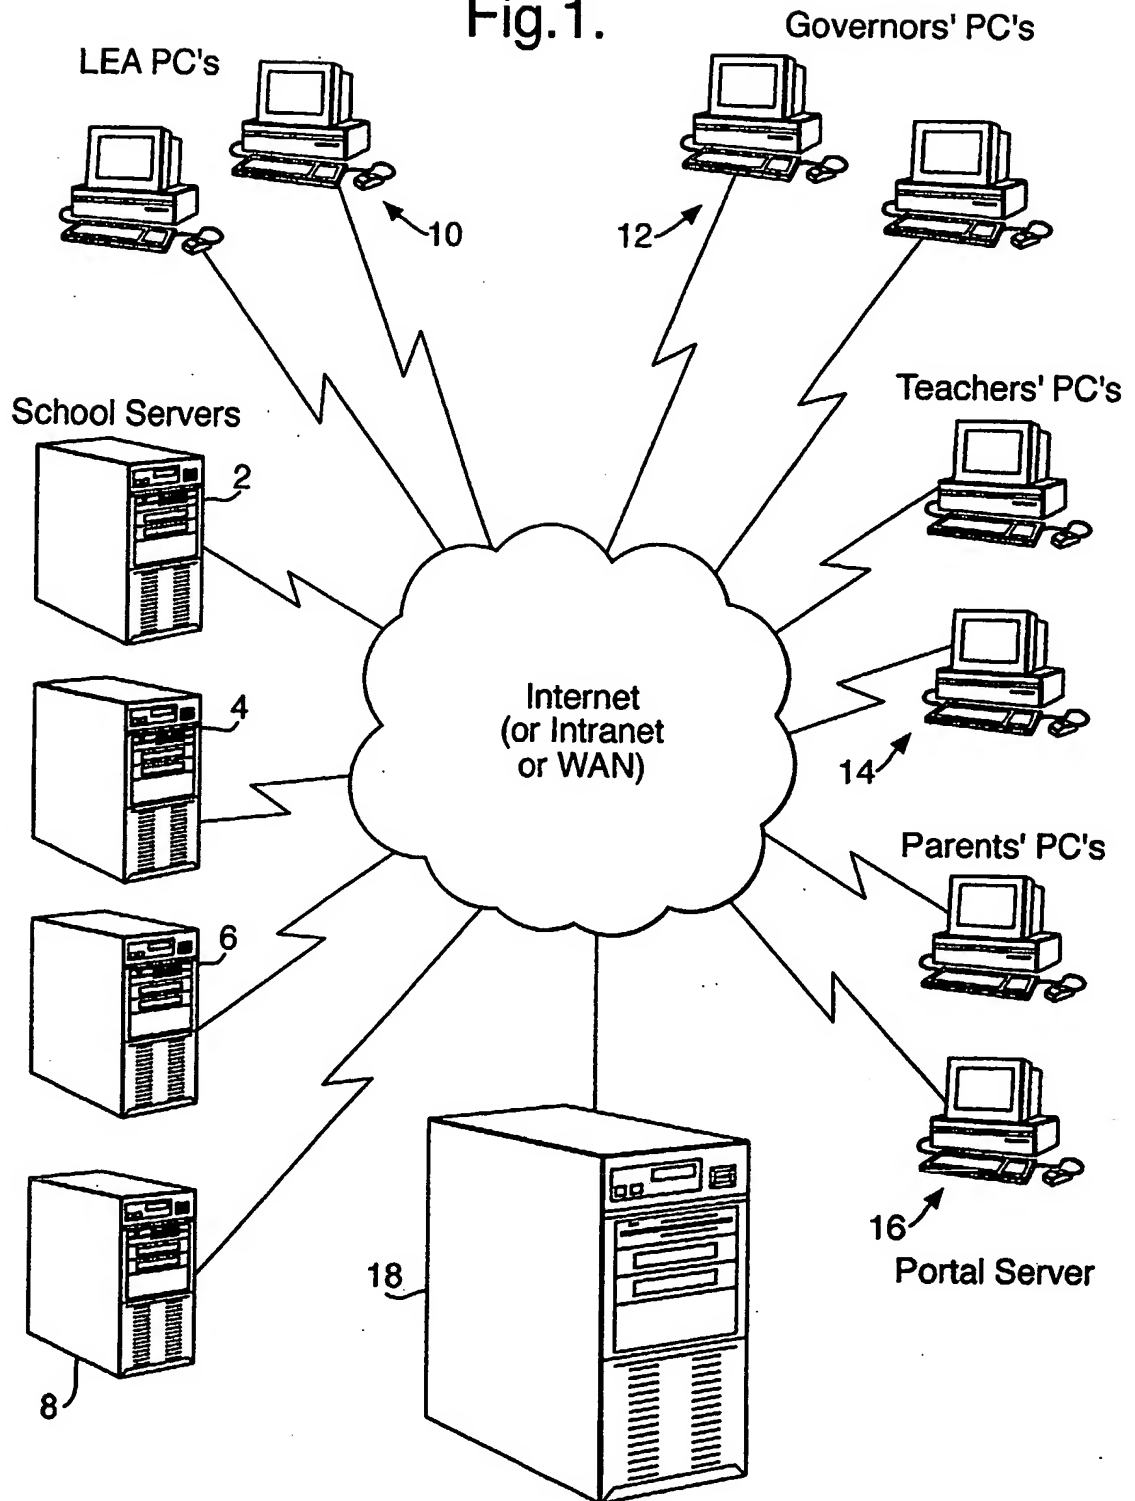 Fig.1.
LEA PC's
Governors' PC's
10
12
Teachers' PC's
School Servers
2
4
Internet
(or Intranet
or WAN)
14
Parents' PC's
6
16
18
Portal Server
8